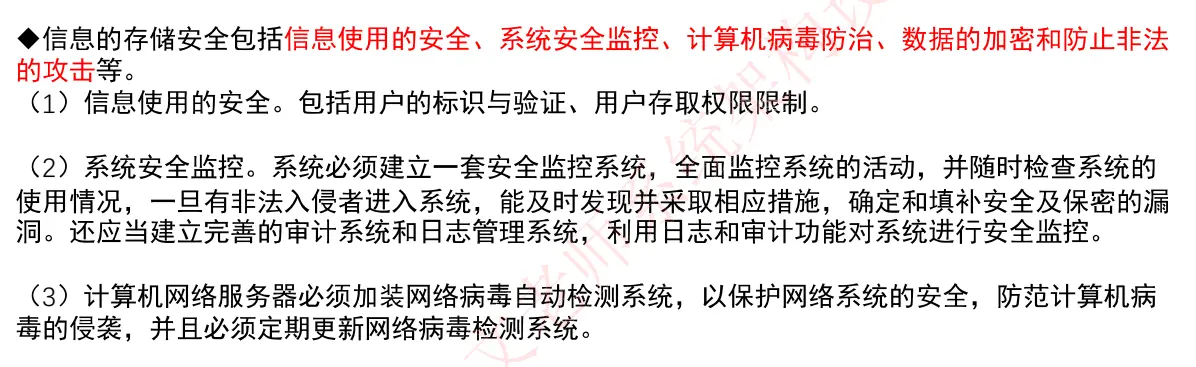 ◆信息的存储安全包括信息使用的安全、系统安全监控、计算机病毒防治、数据的加密和防止非法
的攻击等。
（1）信息使用的安全。包括用户的标识与验证、用户存取权限限制。
（2）系统安全监控。系统必须建立一套安全监控系统，全面监控系统的活动，并随时检查系统的
使用情况，一旦有非法入侵者进入系统，能及时发现并采取相应措施，确定和填补安全及保密的漏
洞。还应当建立完善的审计系统和日志管理系统，利用日志和审计功能对系统进行安全监控。
（3）计算机网络服务器必须加装网络病毒自动检测系统，以保护网络系统的安全，防范计算机病
毒的侵袭，并且必须定期更新网络病毒检测系统。
文老师系统架构设